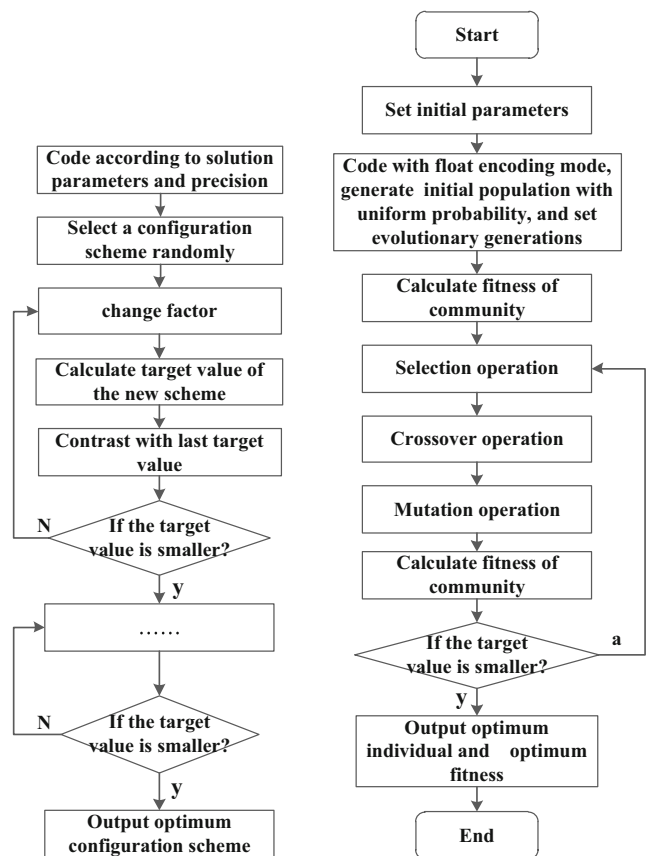 Code according to solution
parameters and precision
Select a configuration
scheme randomly
change factor
Calculate target value of
the new scheme
Contrast with last target
value
N
If the target
value is smaller?
y
......
N
If the target
value is smaller?
y
Output optimum
configuration scheme
Start
Set initial parameters
Code with float encoding mode,
generate initial population with
uniform probability, and set
evolutionary generations
Calculate fitness of
community
Selection operation
Crossover operation
Mutation operation
Calculate fitness of
community
If the target
value is smaller?
a
y
Output optimum
individual and optimum
fitness
End